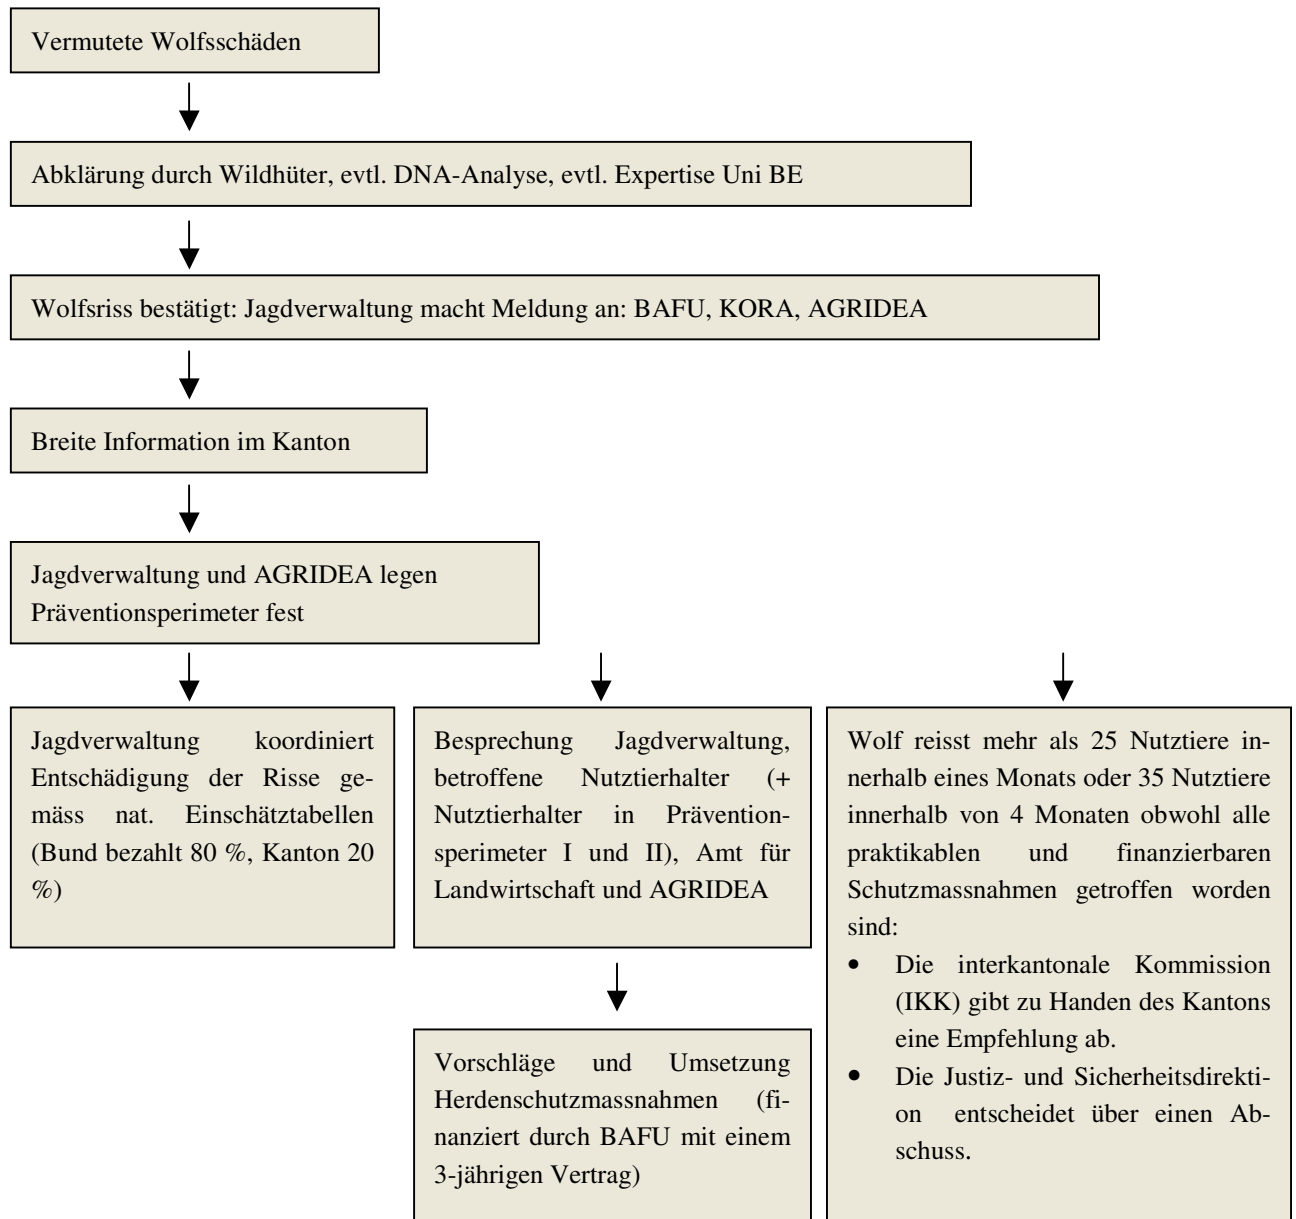 Vermutete Wolfsschäden
Abklärung durch Wildhüter, evtl. DNA-Analyse, evtl. Expertise Uni BE
Wolfsriss bestätigt: Jagdverwaltung macht Meldung an: BAFU, KORA, AGRIDEA
Breite Information im Kanton
Jagdverwaltung und AGRIDEA legen
Präventionsperimeter fest
Jagdverwaltung koordiniert
Entschädigung der Risse ge-
mäss nat. Einschätztabellen
(Bund bezahlt 80 %, Kanton 20
%)
Besprechung Jagdverwaltung,
betroffene Nutztierhalter (+
Nutztierhalter in Prävention-
sperimeter I und II), Amt für
Landwirtschaft und AGRIDEA
Vorschläge und Umsetzung
Herdenschutzmassnahmen (fi-
nanziert durch BAFU mit einem
3-jährigen Vertrag)
Wolf reisst mehr als 25 Nutztiere in-
nerhalb eines Monats oder 35 Nutztiere
innerhalb von 4 Monaten obwohl alle
praktikablen und finanzierbaren
Schutzmassnahmen getroffen worden
sind:
• Die interkantonale Kommission
(IKK) gibt zu Handen des Kantons
eine Empfehlung ab.
• Die Justiz- und Sicherheitsdirekti-
on entscheidet über einen Ab-
schuss.